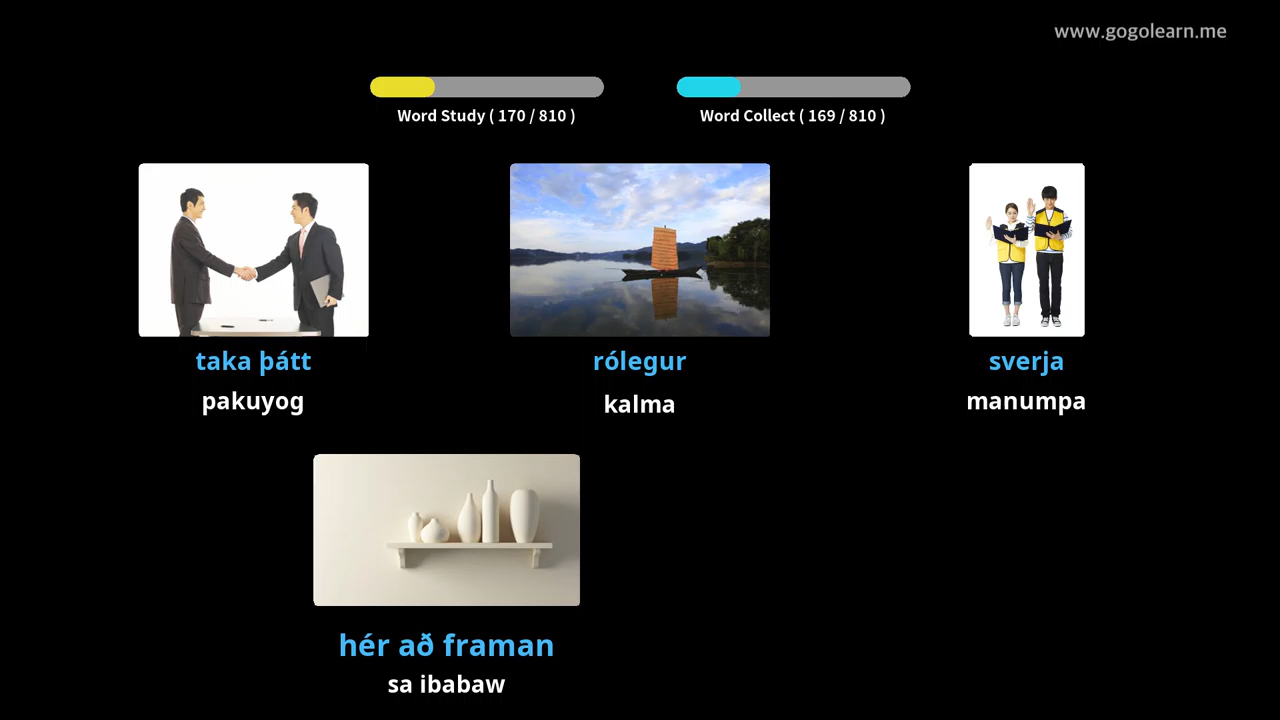 www.gogolearn.me
Word Study ( 170 / 810 )
Word Collect ( 169 / 810 )
taka þátt
pakuyog
rólegur
kalma
sverja
manumpa
hér að framan
sa ibabaw